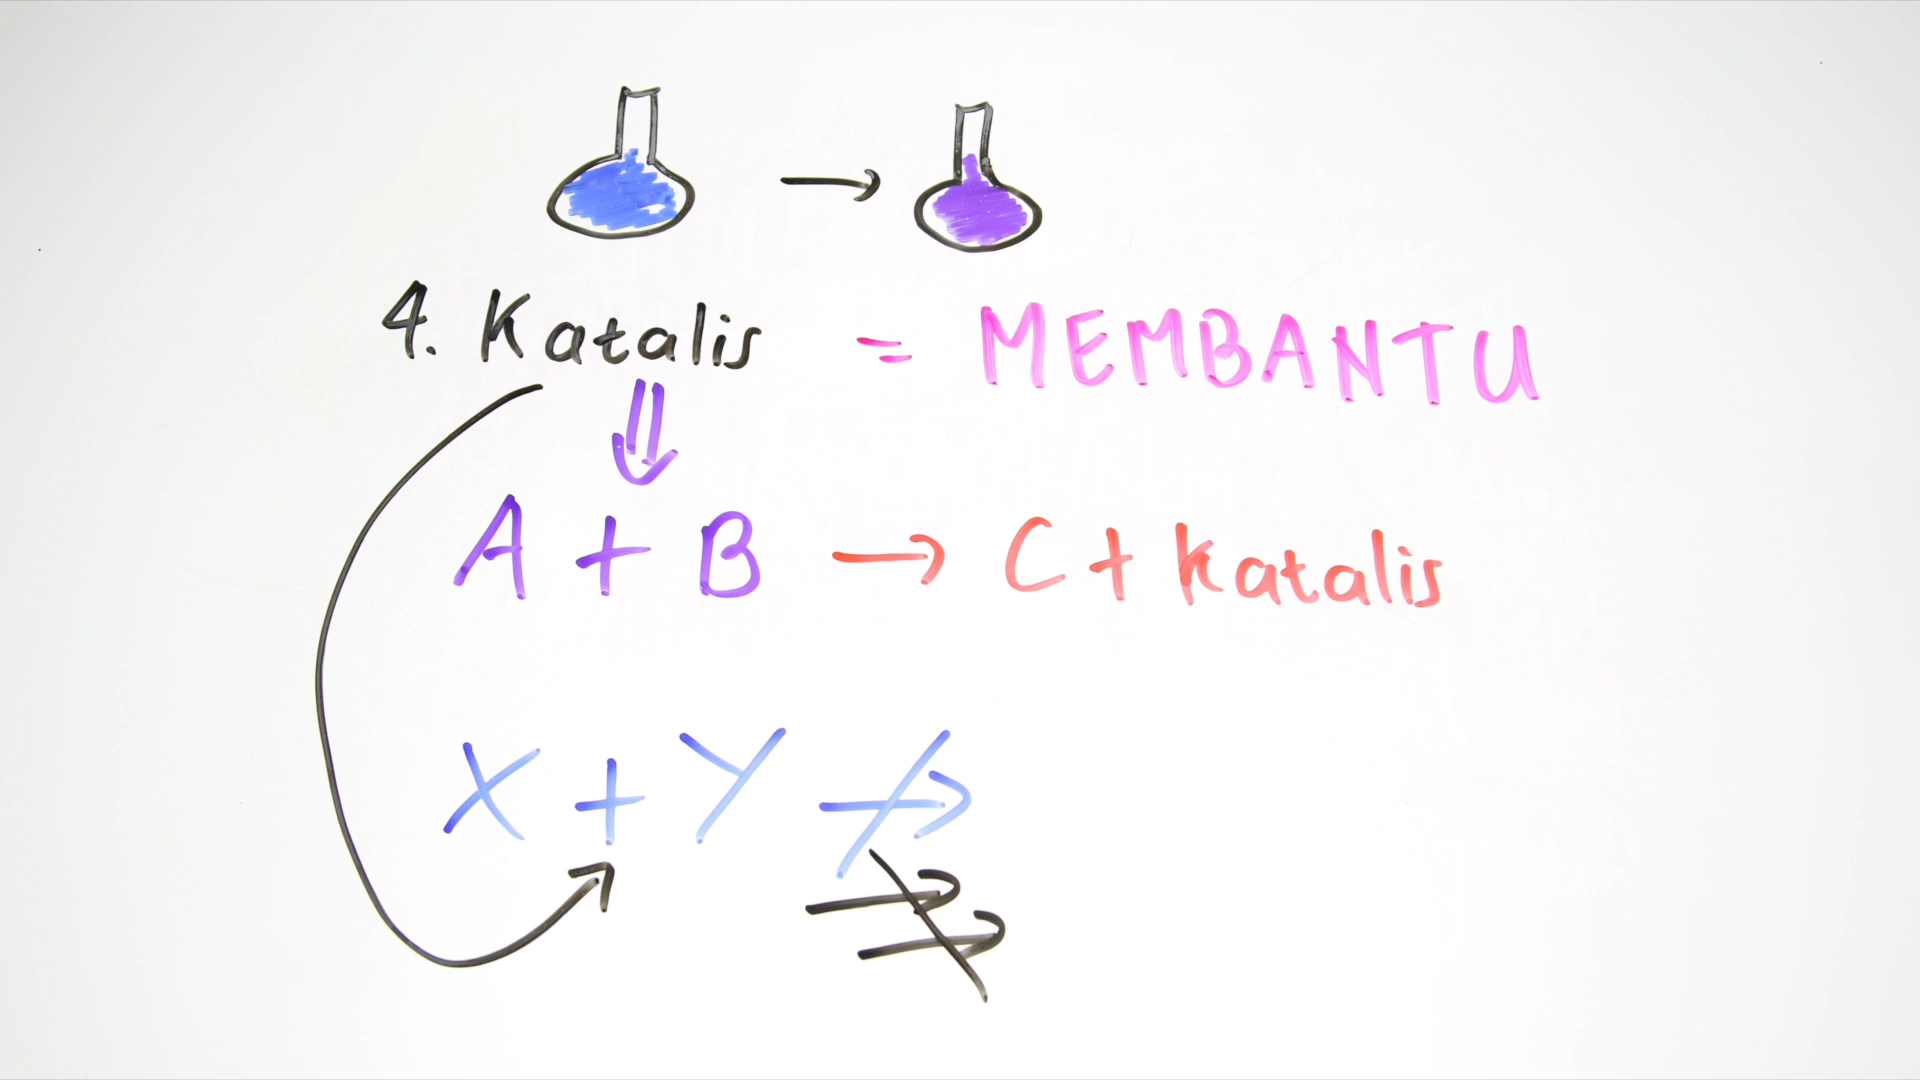 4. Katalis = MEMBANTU
A + B → C + Katalis
X + Y